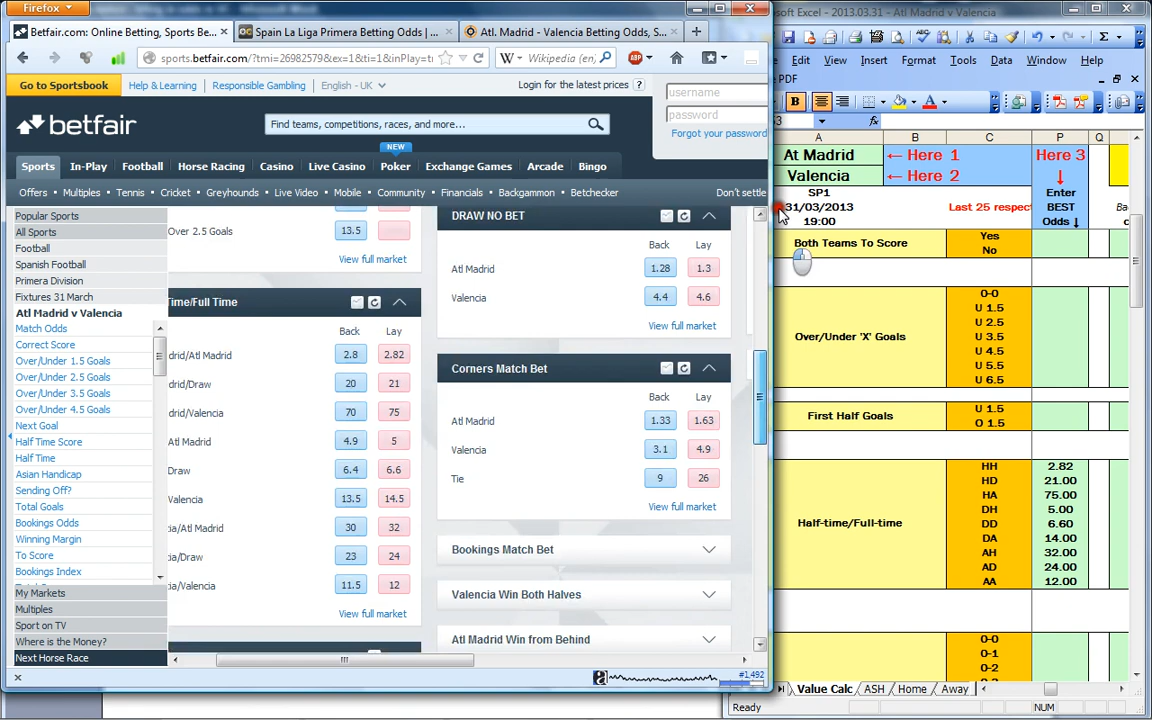 Firefox
Betfair.com: Online Betting, Sports Be...
Spain La Liga Primera Betting Odds | ...
Atl. Madrid - Valencia Betting Odds, S...
sports.betfair.com/?tmi=26982579&ex=1&ti=1&inPlay=t
W
Wikipedia (en)
ABP
Go to Sportsbook
Help & Learning
Responsible Gambling
English - UK
Login for the latest prices
?
username
password
Forgot your password
betfair
Find teams, competitions, races, and more...
NEW
Sports
In-Play
Football
Horse Racing
Casino
Live Casino
Poker
Exchange Games
Arcade
Bingo
Offers
Multiples
Tennis
Cricket
Greyhounds
Live Video
Mobile
Community
Financials
Backgammon
Betchecker
Don't settle
Popular Sports
All Sports
Football
Spanish Football
Primera Division
Fixtures 31 March
Atl Madrid v Valencia
Match Odds
Correct Score
Over/Under 1.5 Goals
Over/Under 2.5 Goals
Over/Under 3.5 Goals
Over/Under 4.5 Goals
Next Goal
Half Time Score
Half Time
Asian Handicap
Sending Off?
Total Goals
Bookings Odds
Winning Margin
To Score
Bookings Index
My Markets
Multiples
Sport on TV
Where is the Money?
Next Horse Race
Over 2.5 Goals 13.5
View full market
Time/Full Time
Back Lay
drid/Atl Madrid 2.8 2.82
drid/Draw 20 21
drid/Valencia 70 75
Atl Madrid 4.9 5
Draw 6.4 6.6
Valencia 13.5 14.5
cia/Atl Madrid 30 32
cia/Draw 23 24
cia/Valencia 11.5 12
View full market
DRAW NO BET
Back Lay
Atl Madrid 1.28 1.3
Valencia 4.4 4.6
View full market
Corners Match Bet
Back Lay
Atl Madrid 1.33 1.63
Valencia 3.1 4.9
Tie 9 26
View full market
Bookings Match Bet
Valencia Win Both Halves
Atl Madrid Win from Behind
#1,492
soft Excel - 2013.03.31 - Atl Madrid v Valencia
Edit View Insert Format Tools Data Window Help
PDF
B
A
fx
A B C P Q
At Madrid ← Here 1 Here 3
Valencia ← Here 2 ↓
SP1 Enter
31/03/2013 Last 25 respect BEST
19:00 Odds ↓
Both Teams To Score
Yes
No
Over/Under 'X' Goals
0-0
U 1.5
U 2.5
U 3.5
U 4.5
U 5.5
U 6.5
First Half Goals
U 1.5
O 1.5
Half-time/Full-time
HH 2.82
HD 21.00
HA 75.00
DH 5.00
DD 6.60
DA 14.00
AH 32.00
AD 24.00
AA 12.00
0-0
0-1
0-2
Value Calc
ASH
Home
Away
Ready
NUM